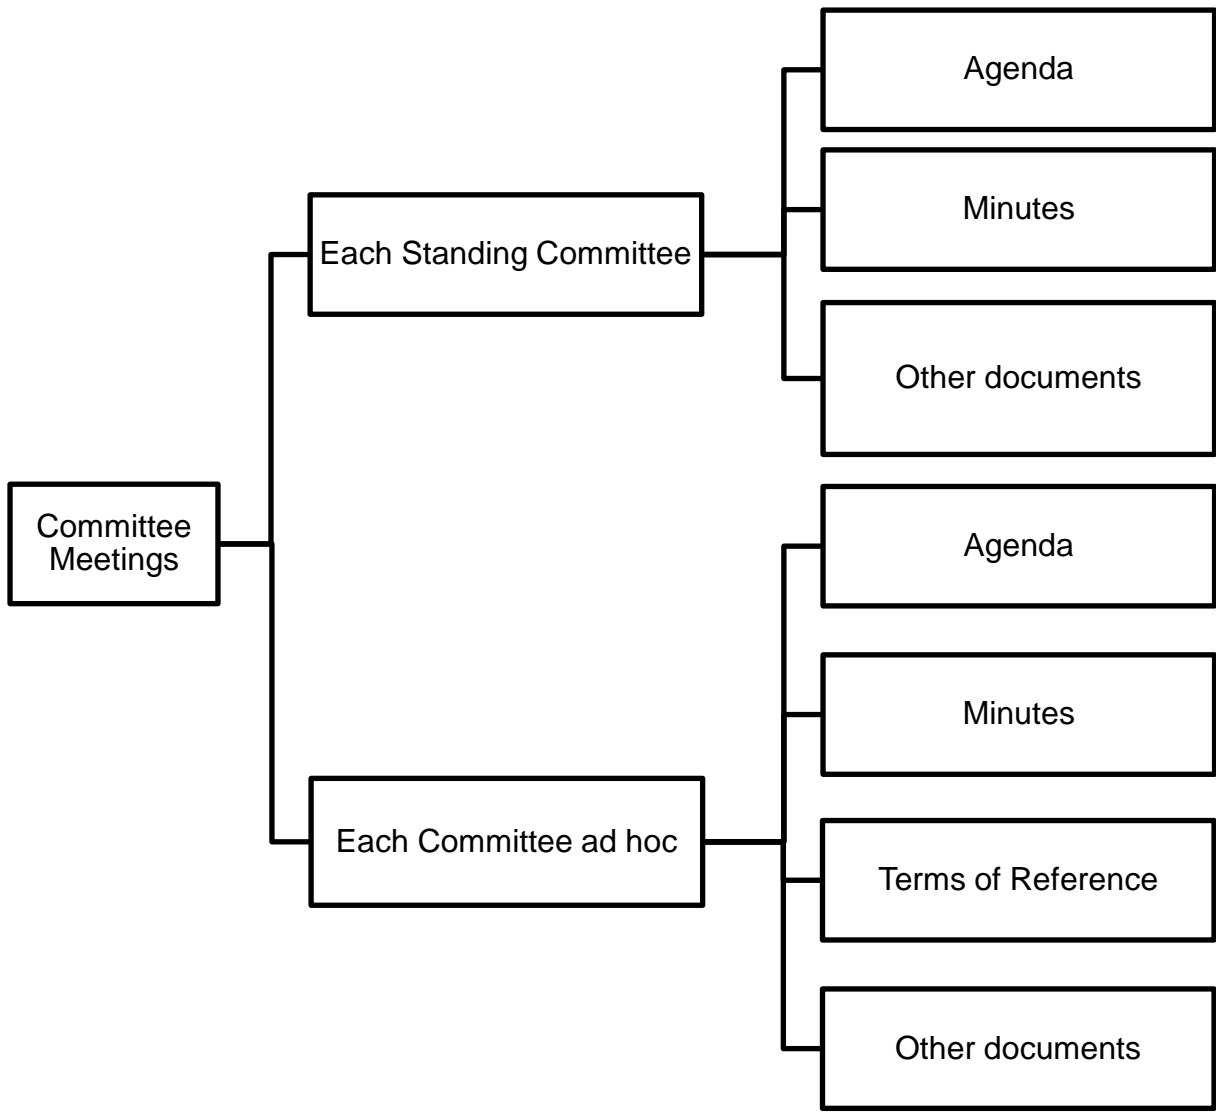 Committee
Meetings
Each Standing Committee
Agenda
Minutes
Other documents
Each Committee ad hoc
Agenda
Minutes
Terms of Reference
Other documents